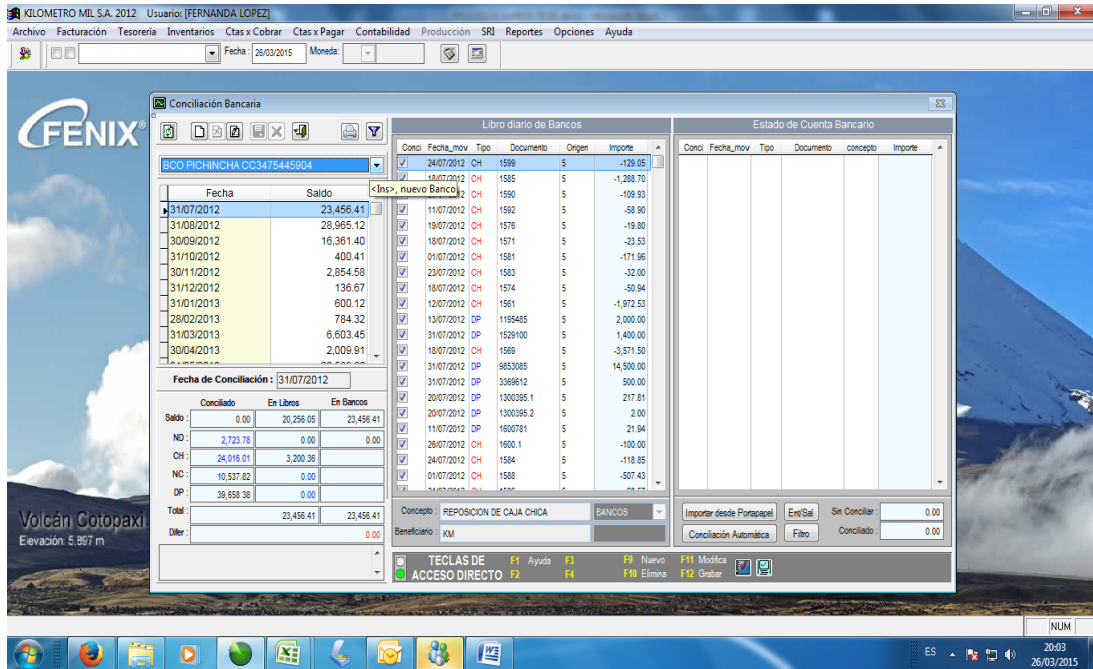 KILOMETRO MIL S.A. 2012 Usuario: [FERNANDA LOPEZ]
Archivo Facturación Tesorería Inventarios Ctas x Cobrar Ctas x Pagar Contabilidad Producción SRI Reportes Opciones Ayuda
Fecha : 26/03/2015 Moneda:
FENIX®
Volcán Cotopaxi
Elevación: 5.897 m
Conciliación Bancaria
BCO PICHINCHA CC3475445904
<Ins>, nuevo Banco
Fecha Saldo
31/07/2012 23,456.41
31/08/2012 28,965.12
30/09/2012 16,361.40
31/10/2012 400.41
30/11/2012 2,854.58
31/12/2012 136.67
31/01/2013 600.12
28/02/2013 784.32
31/03/2013 6,603.45
30/04/2013 2,009.91
Fecha de Conciliación : 31/07/2012
Conciliado En Libros En Bancos
Saldo : 0.00 20,256.05 23,456.41
ND : 2,723.78 0.00 0.00
CH : 24,016.01 3,200.36
NC : 10,537.82 0.00
DP : 39,658.38 0.00
Total : 23,456.41 23,456.41
Difer : 0.00
Libro diario de Bancos
Conci Fecha_mov Tipo Documento Origen Importe
24/07/2012 CH 1599 5 -129.05
18/07/2012 CH 1585 5 -1,288.70
CH 1590 5 -109.93
11/07/2012 CH 1592 5 -58.90
19/07/2012 CH 1576 5 -19.80
18/07/2012 CH 1571 5 -23.53
01/07/2012 CH 1581 5 -171.96
23/07/2012 CH 1583 5 -32.00
18/07/2012 CH 1574 5 -50.94
12/07/2012 CH 1561 5 -1,972.53
13/07/2012 DP 1195485 5 2,000.00
31/07/2012 DP 1529100 5 1,400.00
18/07/2012 CH 1569 5 -3,571.50
31/07/2012 DP 9853085 5 14,500.00
31/07/2012 DP 3369612 5 500.00
20/07/2012 DP 1300395.1 5 217.81
20/07/2012 DP 1300395.2 5 2.00
11/07/2012 DP 1600781 5 21.94
26/07/2012 CH 1600.1 5 -100.00
24/07/2012 CH 1584 5 -118.85
01/07/2012 CH 1588 5 -507.43
Concepto : REPOSICION DE CAJA CHICA BANCOS
Beneficiario : KM
Estado de Cuenta Bancario
Conci Fecha_mov Tipo Documento concepto Importe
Importar desde Portapapel Ent/Sal Sin Conciliar : 0.00
Conciliación Automática Filtro Conciliado : 0.00
TECLAS DE F1 Ayuda F3 F9 Nuevo F11 Modifica
ACCESO DIRECTO F2 F4 F10 Elimina F12 Grabar
NUM
ES 20:03
26/03/2015